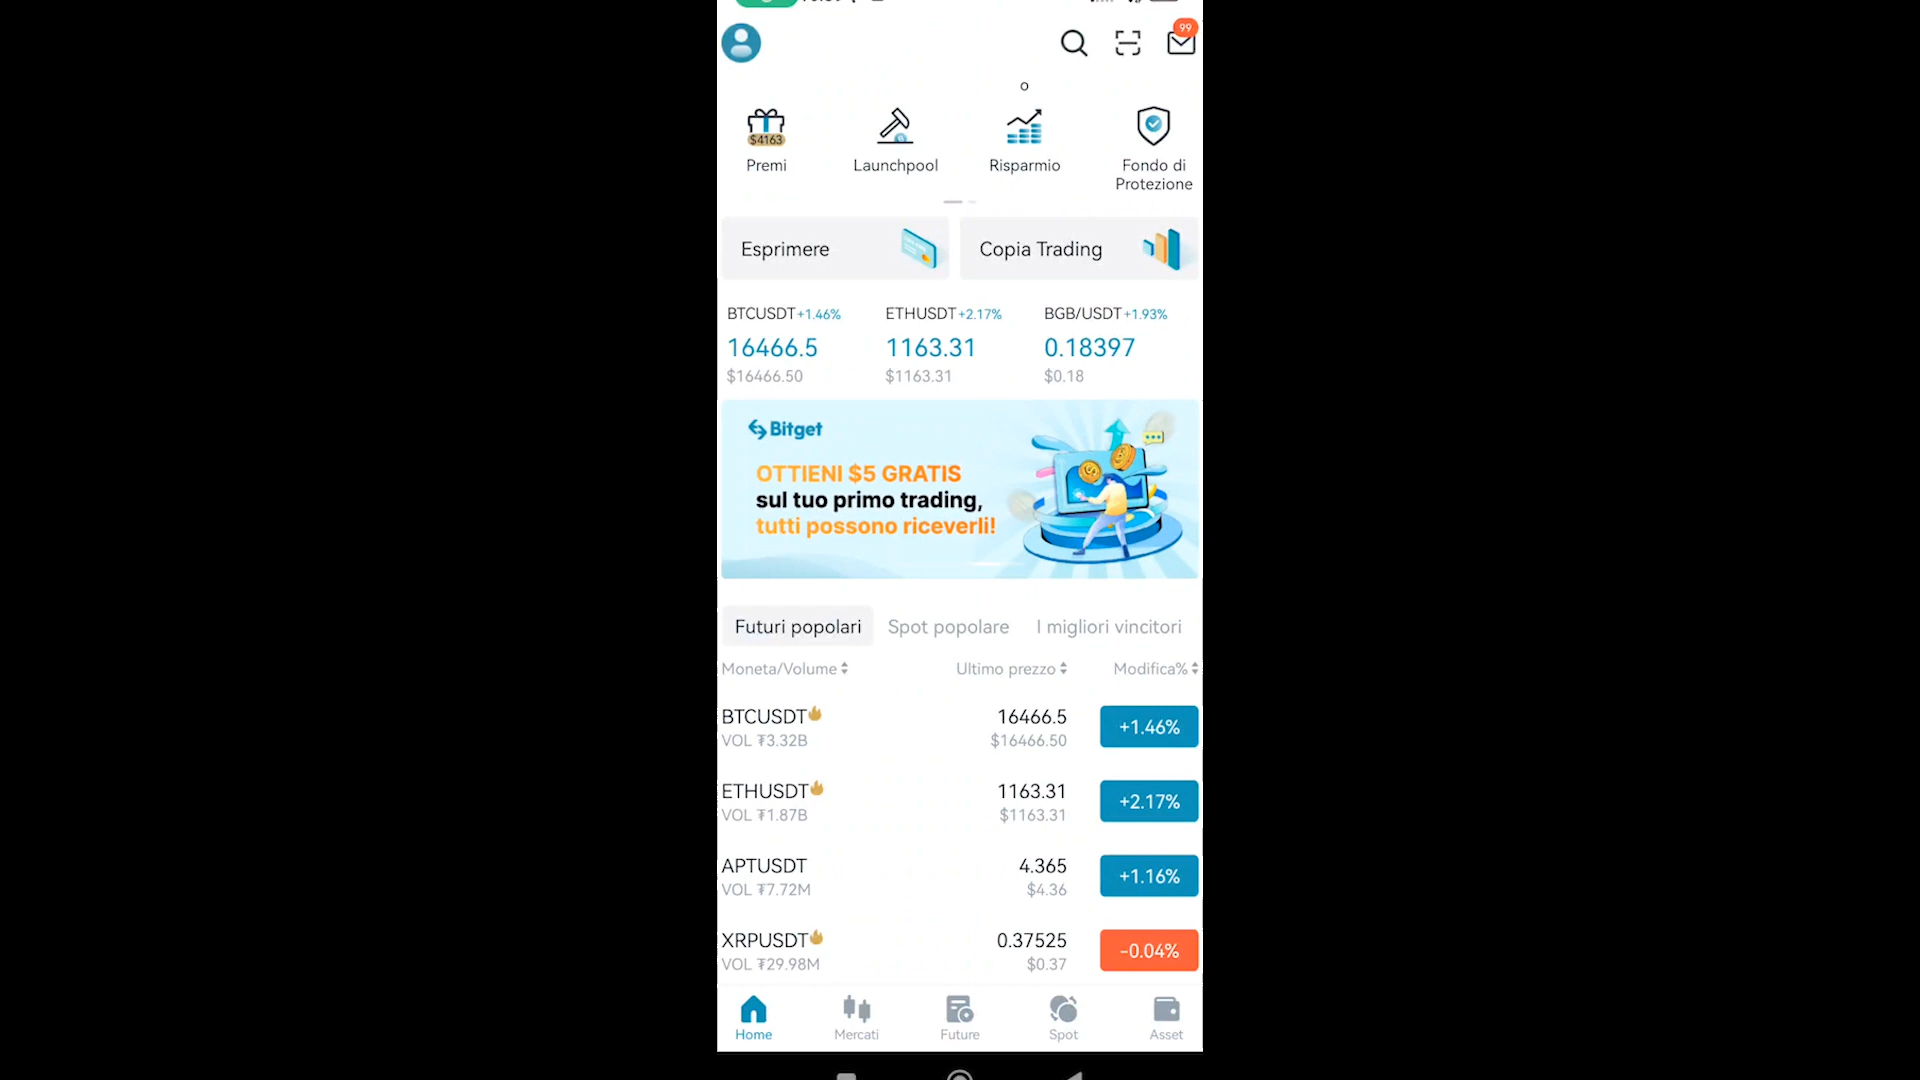 99
$4163
Premi
Launchpool
Risparmio
Fondo di
Protezione
Esprimere
Copia Trading
BTCUSDT +1.46%
16466.5
$16466.50
ETHUSDT +2.17%
1163.31
$1163.31
BGB/USDT +1.93%
0.18397
$0.18
Bitget
OTTIENI $5 GRATIS
sul tuo primo trading,
tutti possono riceverli!
Futuri popolari Spot popolare I migliori vincitori
Moneta/Volume Ultimo prezzo Modifica%
BTCUSDT 16466.5 +1.46%
VOL ₮3.32B $16466.50
ETHUSDT 1163.31 +2.17%
VOL ₮1.87B $1163.31
APTUSDT 4.365 +1.16%
VOL ₮7.72M $4.36
XRPUSDT 0.37525 -0.04%
VOL ₮29.98M $0.37
Home Mercati Future Spot Asset